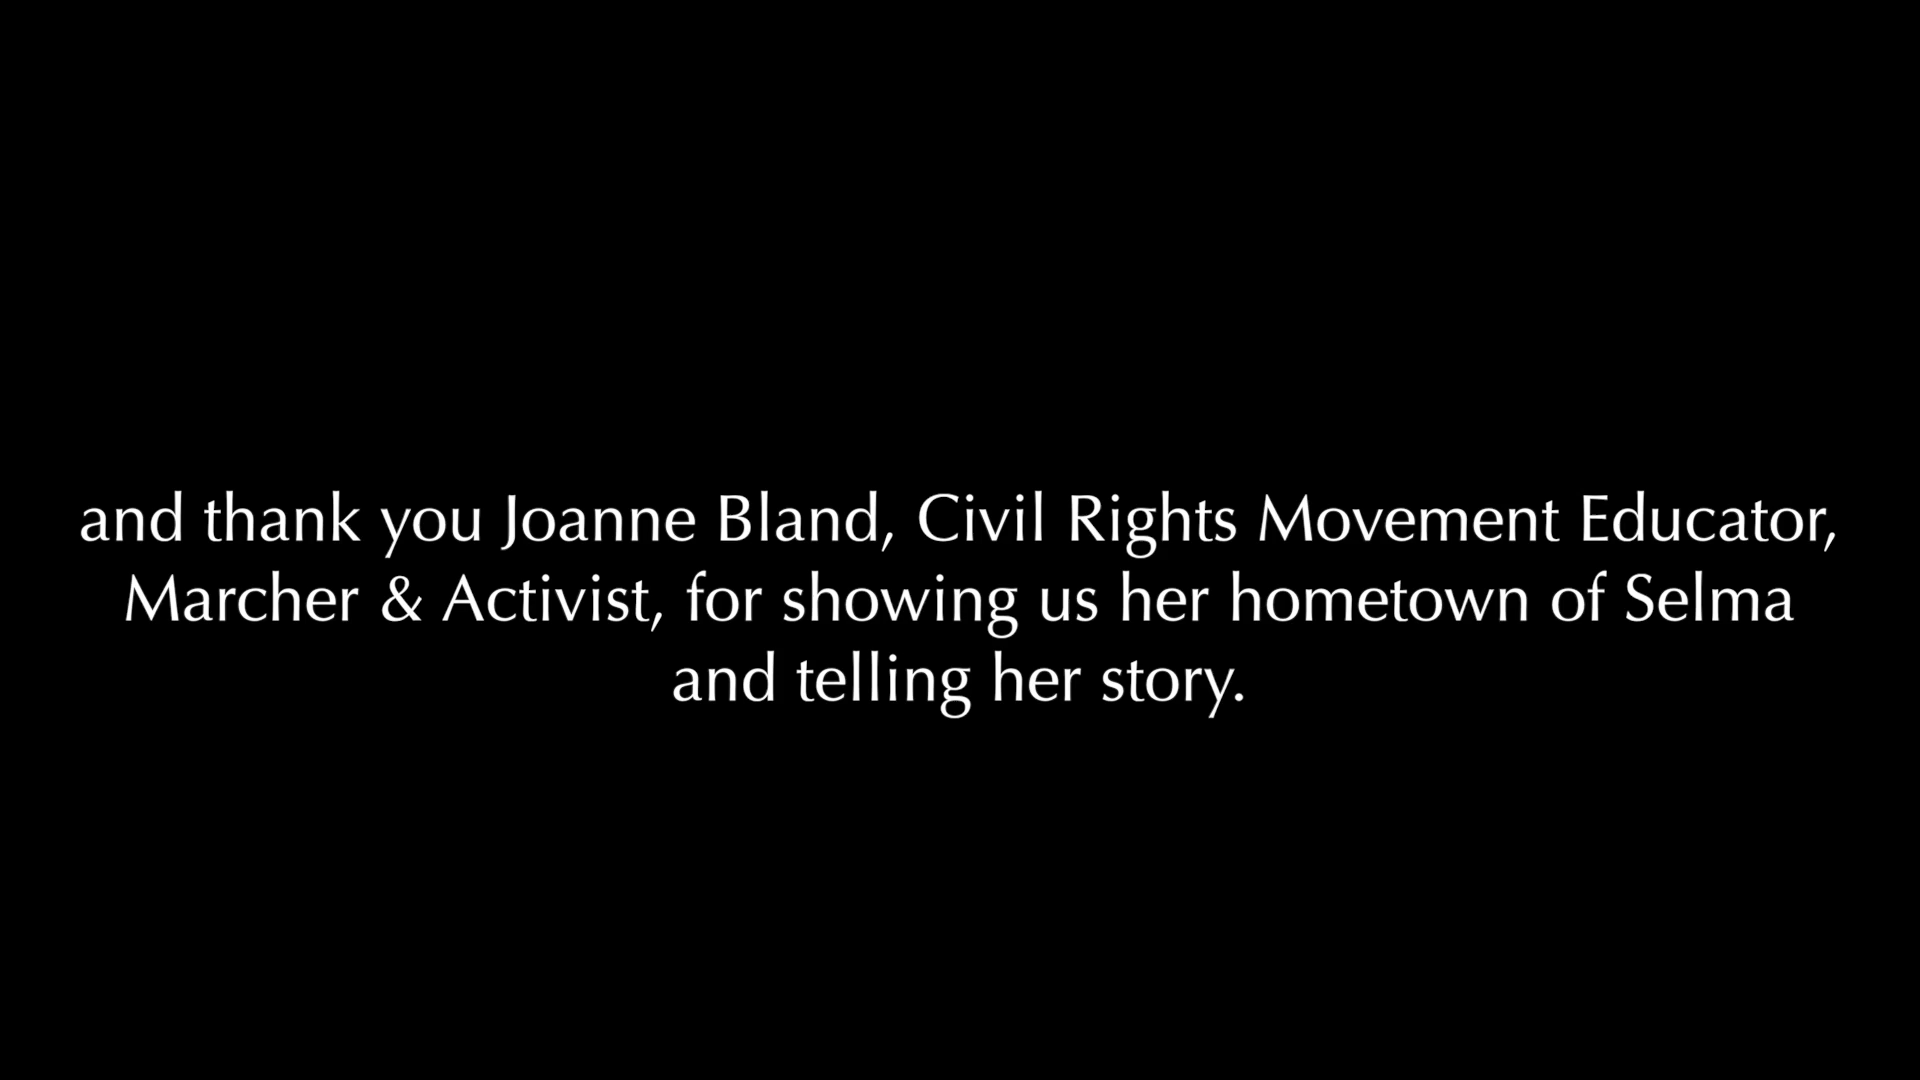 and thank you Joanne Bland, Civil Rights Movement Educator,
Marcher & Activist, for showing us her hometown of Selma
and telling her story.